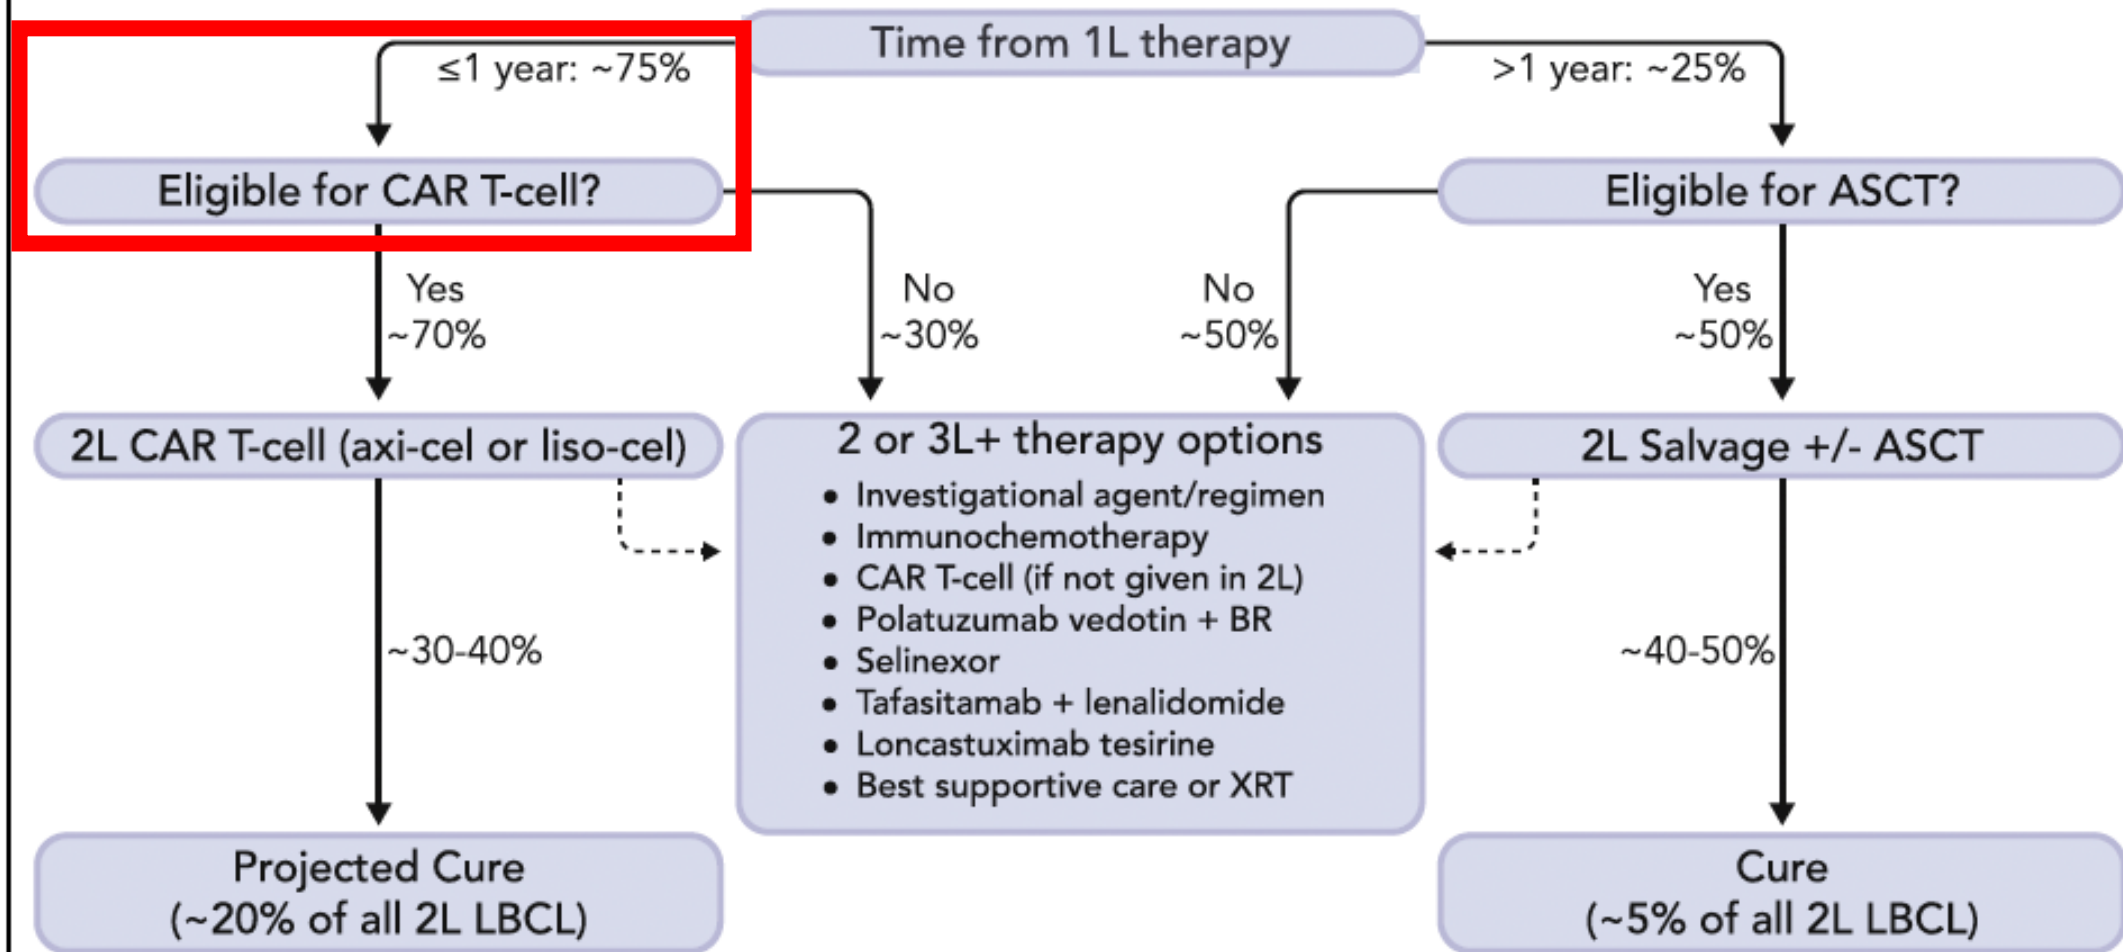 Time from 1L therapy
≤1 year: ~75%
>1 year: ~25%
Eligible for CAR T-cell?
Eligible for ASCT?
Yes
~70%
No
~30%
No
~50%
Yes
~50%
2L CAR T-cell (axi-cel or liso-cel)
2 or 3L+ therapy options
• Investigational agent/regimen
• Immunochemotherapy
• CAR T-cell (if not given in 2L)
• Polatuzumab vedotin + BR
• Selinexor
• Tafasitamab + lenalidomide
• Loncastuximab tesirine
• Best supportive care or XRT
2L Salvage +/- ASCT
~30-40%
~40-50%
Projected Cure
(~20% of all 2L LBCL)
Cure
(~5% of all 2L LBCL)